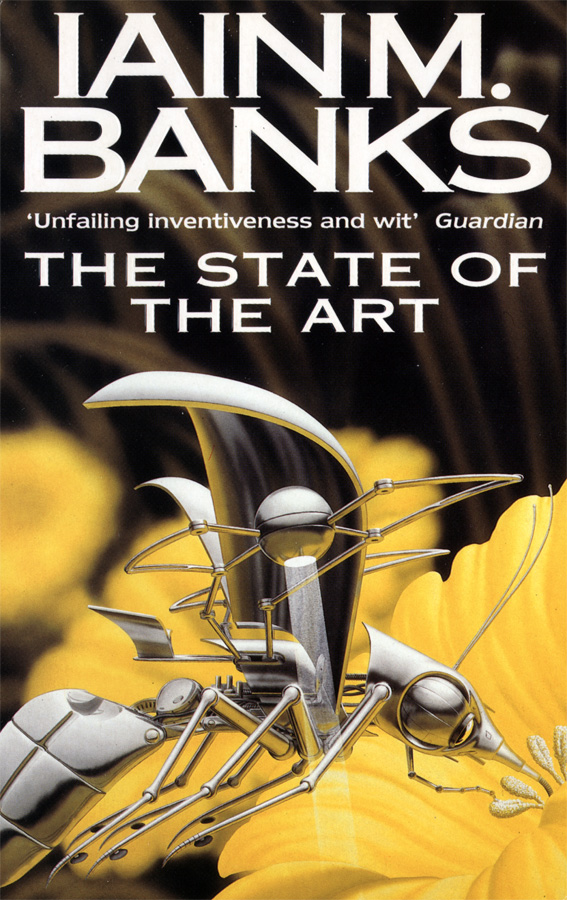 IAIN M.
BANKS
‘Unfailing inventiveness and wit’ Guardian
THE STATE OF
THE ART